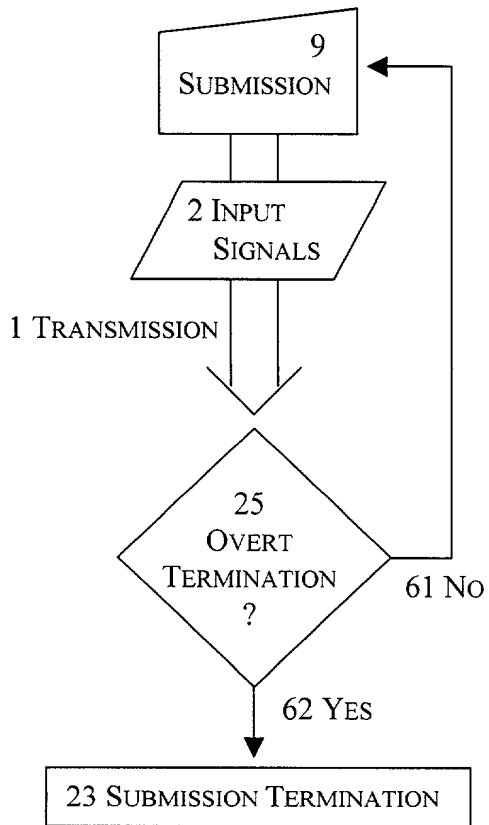 9
SUBMISSION
2 INPUT
SIGNALS
1 TRANSMISSION
25
OVERT
TERMINATION
?
61 NO
62 YES
23 SUBMISSION TERMINATION